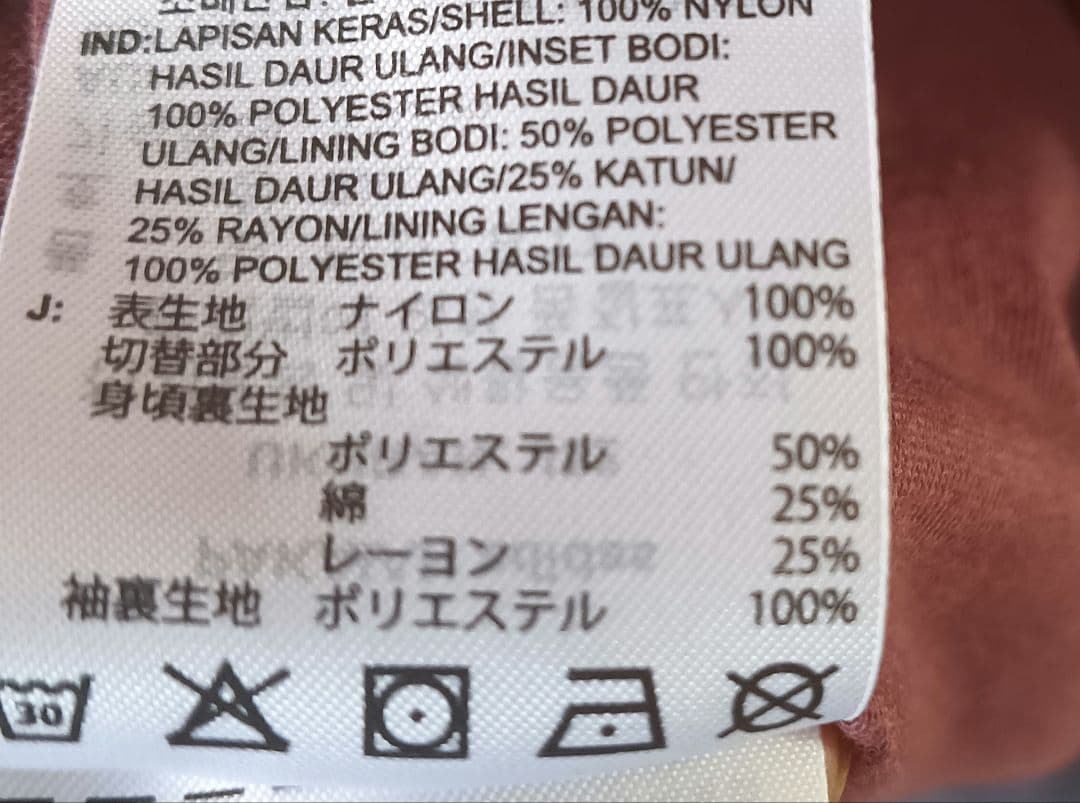 IND:LAPISAN KERAS/SHELL: 100% NYLON
HASIL DAUR ULANG/INSET BODI:
100% POLYESTER HASIL DAUR
ULANG/LINING BODI: 50% POLYESTER
HASIL DAUR ULANG/25% KATUN/
25% RAYON/LINING LENGAN:
100% POLYESTER HASIL DAUR ULANG
J: 表生地 ナイロン 100%
切替部分 ポリエステル 100%
身頃裏生地
ポリエステル 50%
綿 25%
レーヨン 25%
袖裏生地 ポリエステル 100%
30